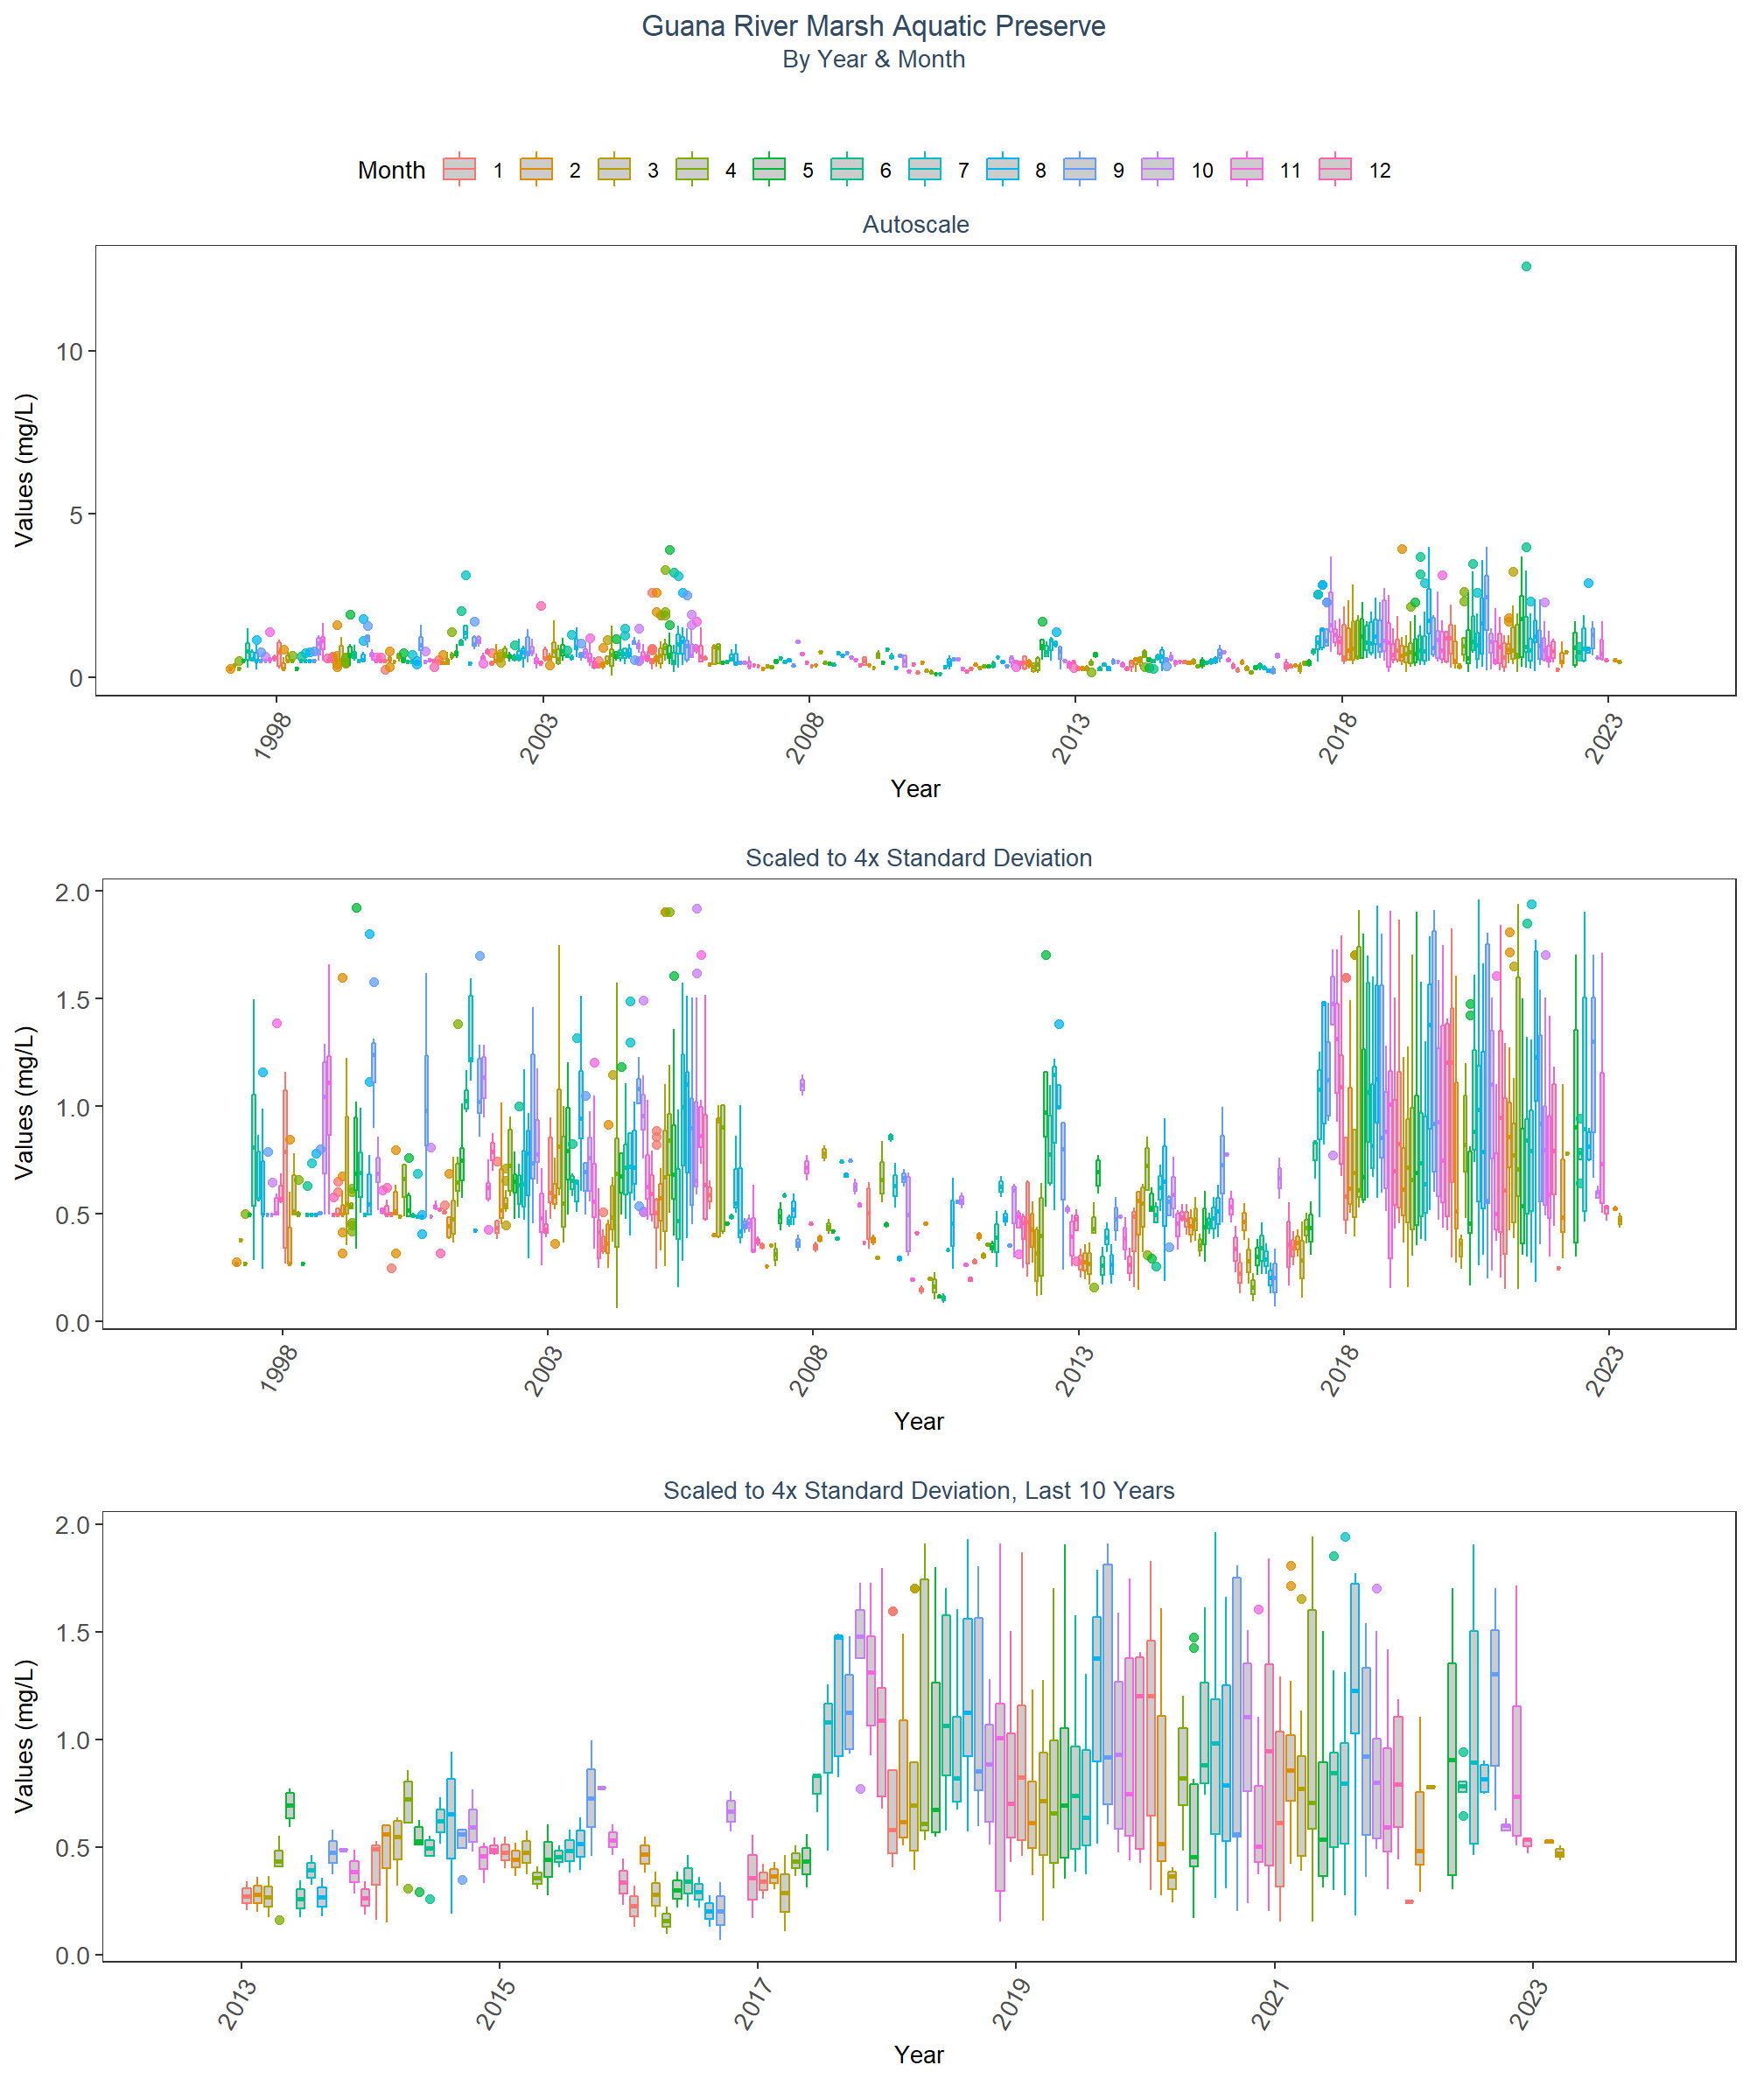 Guana River Marsh Aquatic Preserve
By Year & Month
Month 1 2 3 4 5 6 7 8 9 10 11 12
Autoscale
Values (mg/L)
10
5
0
1998 2003 2008 2013 2018 2023
Year
Scaled to 4x Standard Deviation
Values (mg/L)
2.0
1.5
1.0
0.5
0.0
1998 2003 2008 2013 2018 2023
Year
Scaled to 4x Standard Deviation, Last 10 Years
Values (mg/L)
2.0
1.5
1.0
0.5
0.0
2013 2015 2017 2019 2021 2023
Year